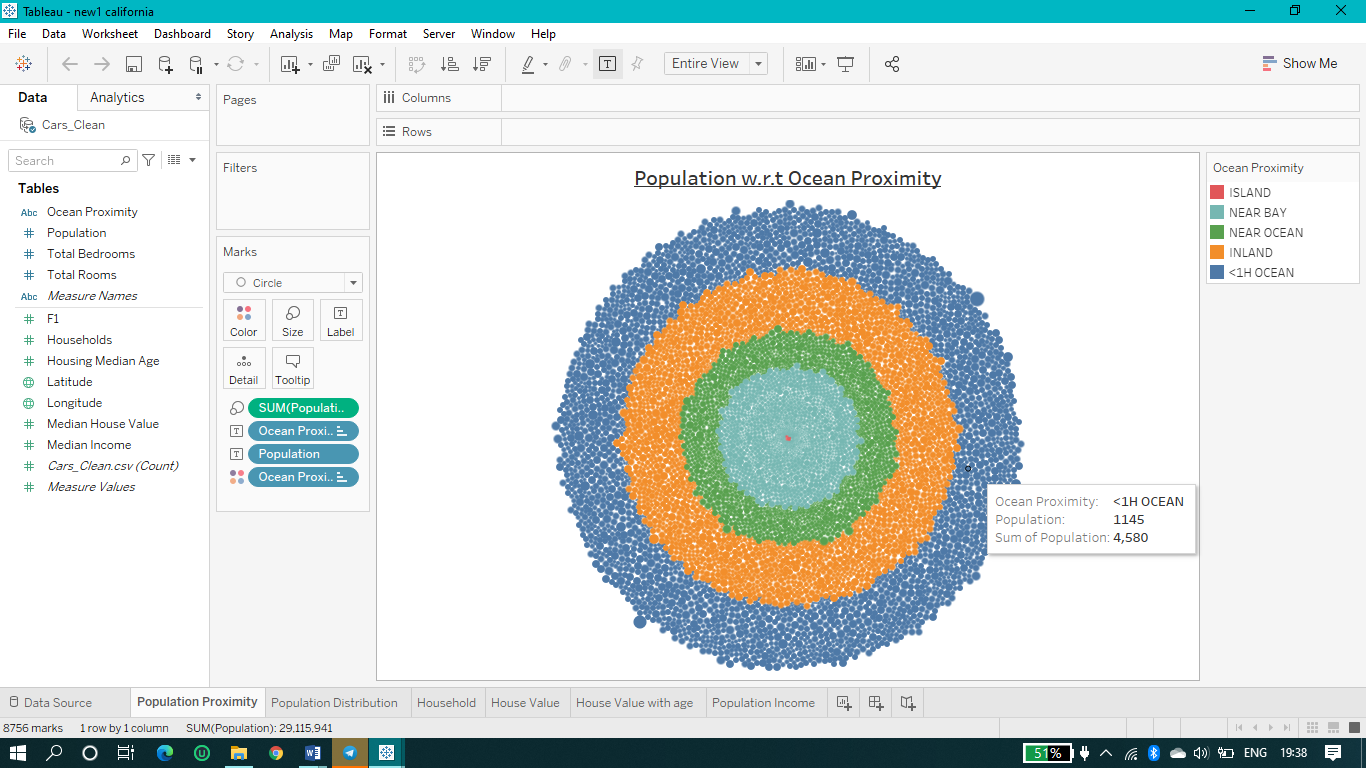 Tableau - new1 california
File Data Worksheet Dashboard Story Analysis Map Format Server Window Help
T Entire View Show Me
Data Analytics
Pages
Columns
Cars_Clean
Rows
Search
Filters
Tables
Abc Ocean Proximity
# Population
# Total Bedrooms
# Total Rooms
Abc Measure Names
# F1
# Households
# Housing Median Age
Latitude
Longitude
# Median House Value
# Median Income
# Cars_Clean.csv (Count)
# Measure Values
Marks
Circle
Color Size Label
Detail Tooltip
SUM(Populati..
Ocean Proxi..
Population
Ocean Proxi..
Population w.r.t Ocean Proximity
Ocean Proximity: <1H OCEAN
Population: 1145
Sum of Population: 4,580
Ocean Proximity
ISLAND
NEAR BAY
NEAR OCEAN
INLAND
<1H OCEAN
Data Source Population Proximity Population Distribution Household House Value House Value with age Population Income
8756 marks 1 row by 1 column SUM(Population): 29,115,941
51% ENG 19:38